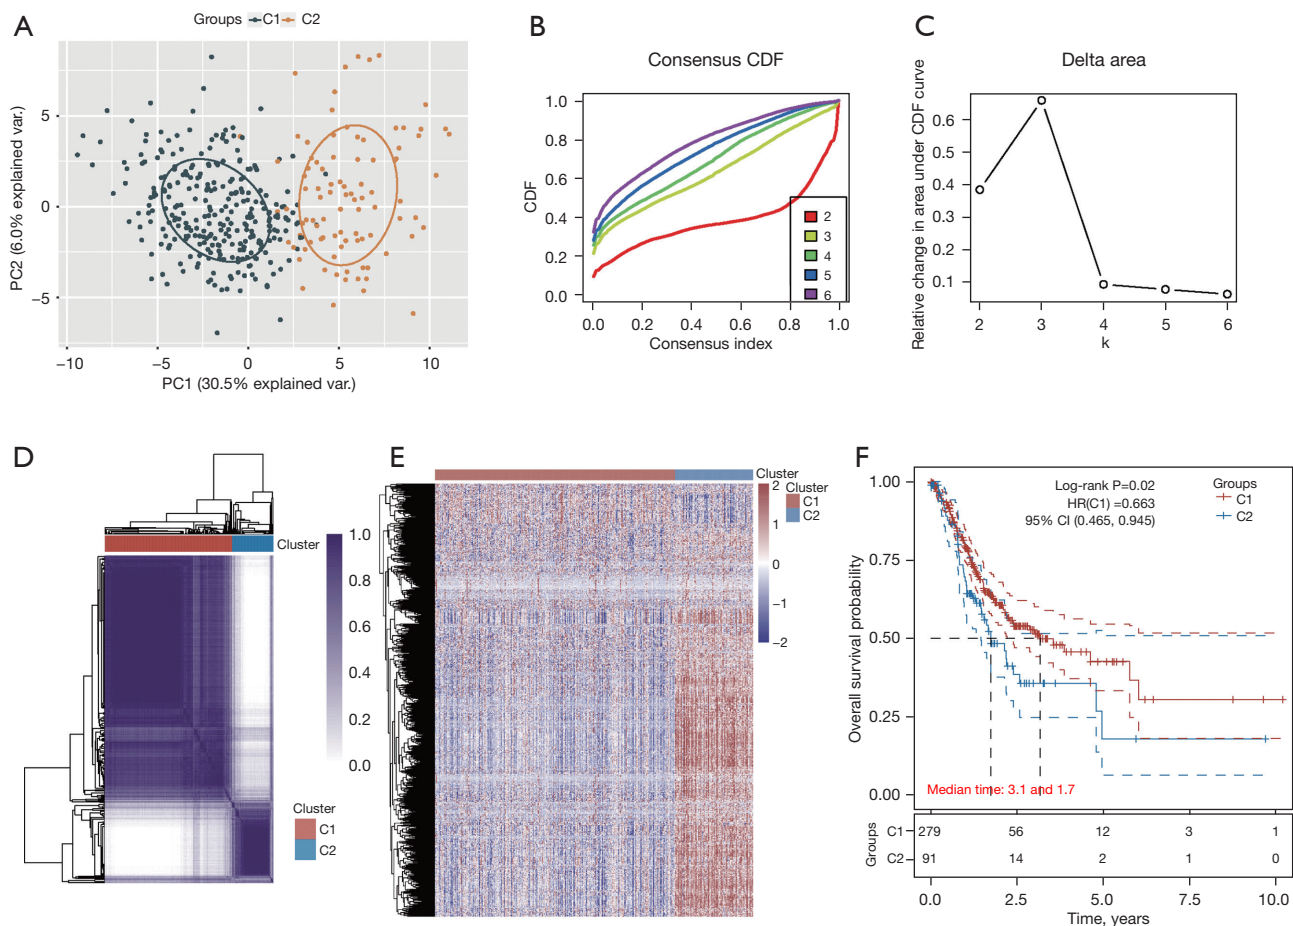 A
Groups C1 C2
PC2 (6.0% explained var.)
5
0
−5
−10 −5 0 5 10
PC1 (30.5% explained var.)
B
Consensus CDF
CDF
1.0
0.8
0.6
0.4
0.2
0.0
2
3
4
5
6
0.0 0.2 0.4 0.6 0.8 1.0
Consensus index
C
Delta area
Relative change in area under CDF curve
0.6
0.5
0.4
0.3
0.2
0.1
2 3 4 5 6
k
D
Cluster
1.0
0.8
0.6
0.4
0.2
0.0
Cluster
C1
C2
E
Cluster
2
1
0
−1
−2
Cluster
C1
C2
F
Overall survival probability
1.00
0.75
0.50
0.25
0.00
Log-rank P=0.02
HR(C1) =0.663
95% CI (0.465, 0.945)
Groups
C1
C2
Median time: 3.1 and 1.7
Groups
C1 279 56 12 3 1
C2 91 14 2 1 0
0.0 2.5 5.0 7.5 10.0
Time, years